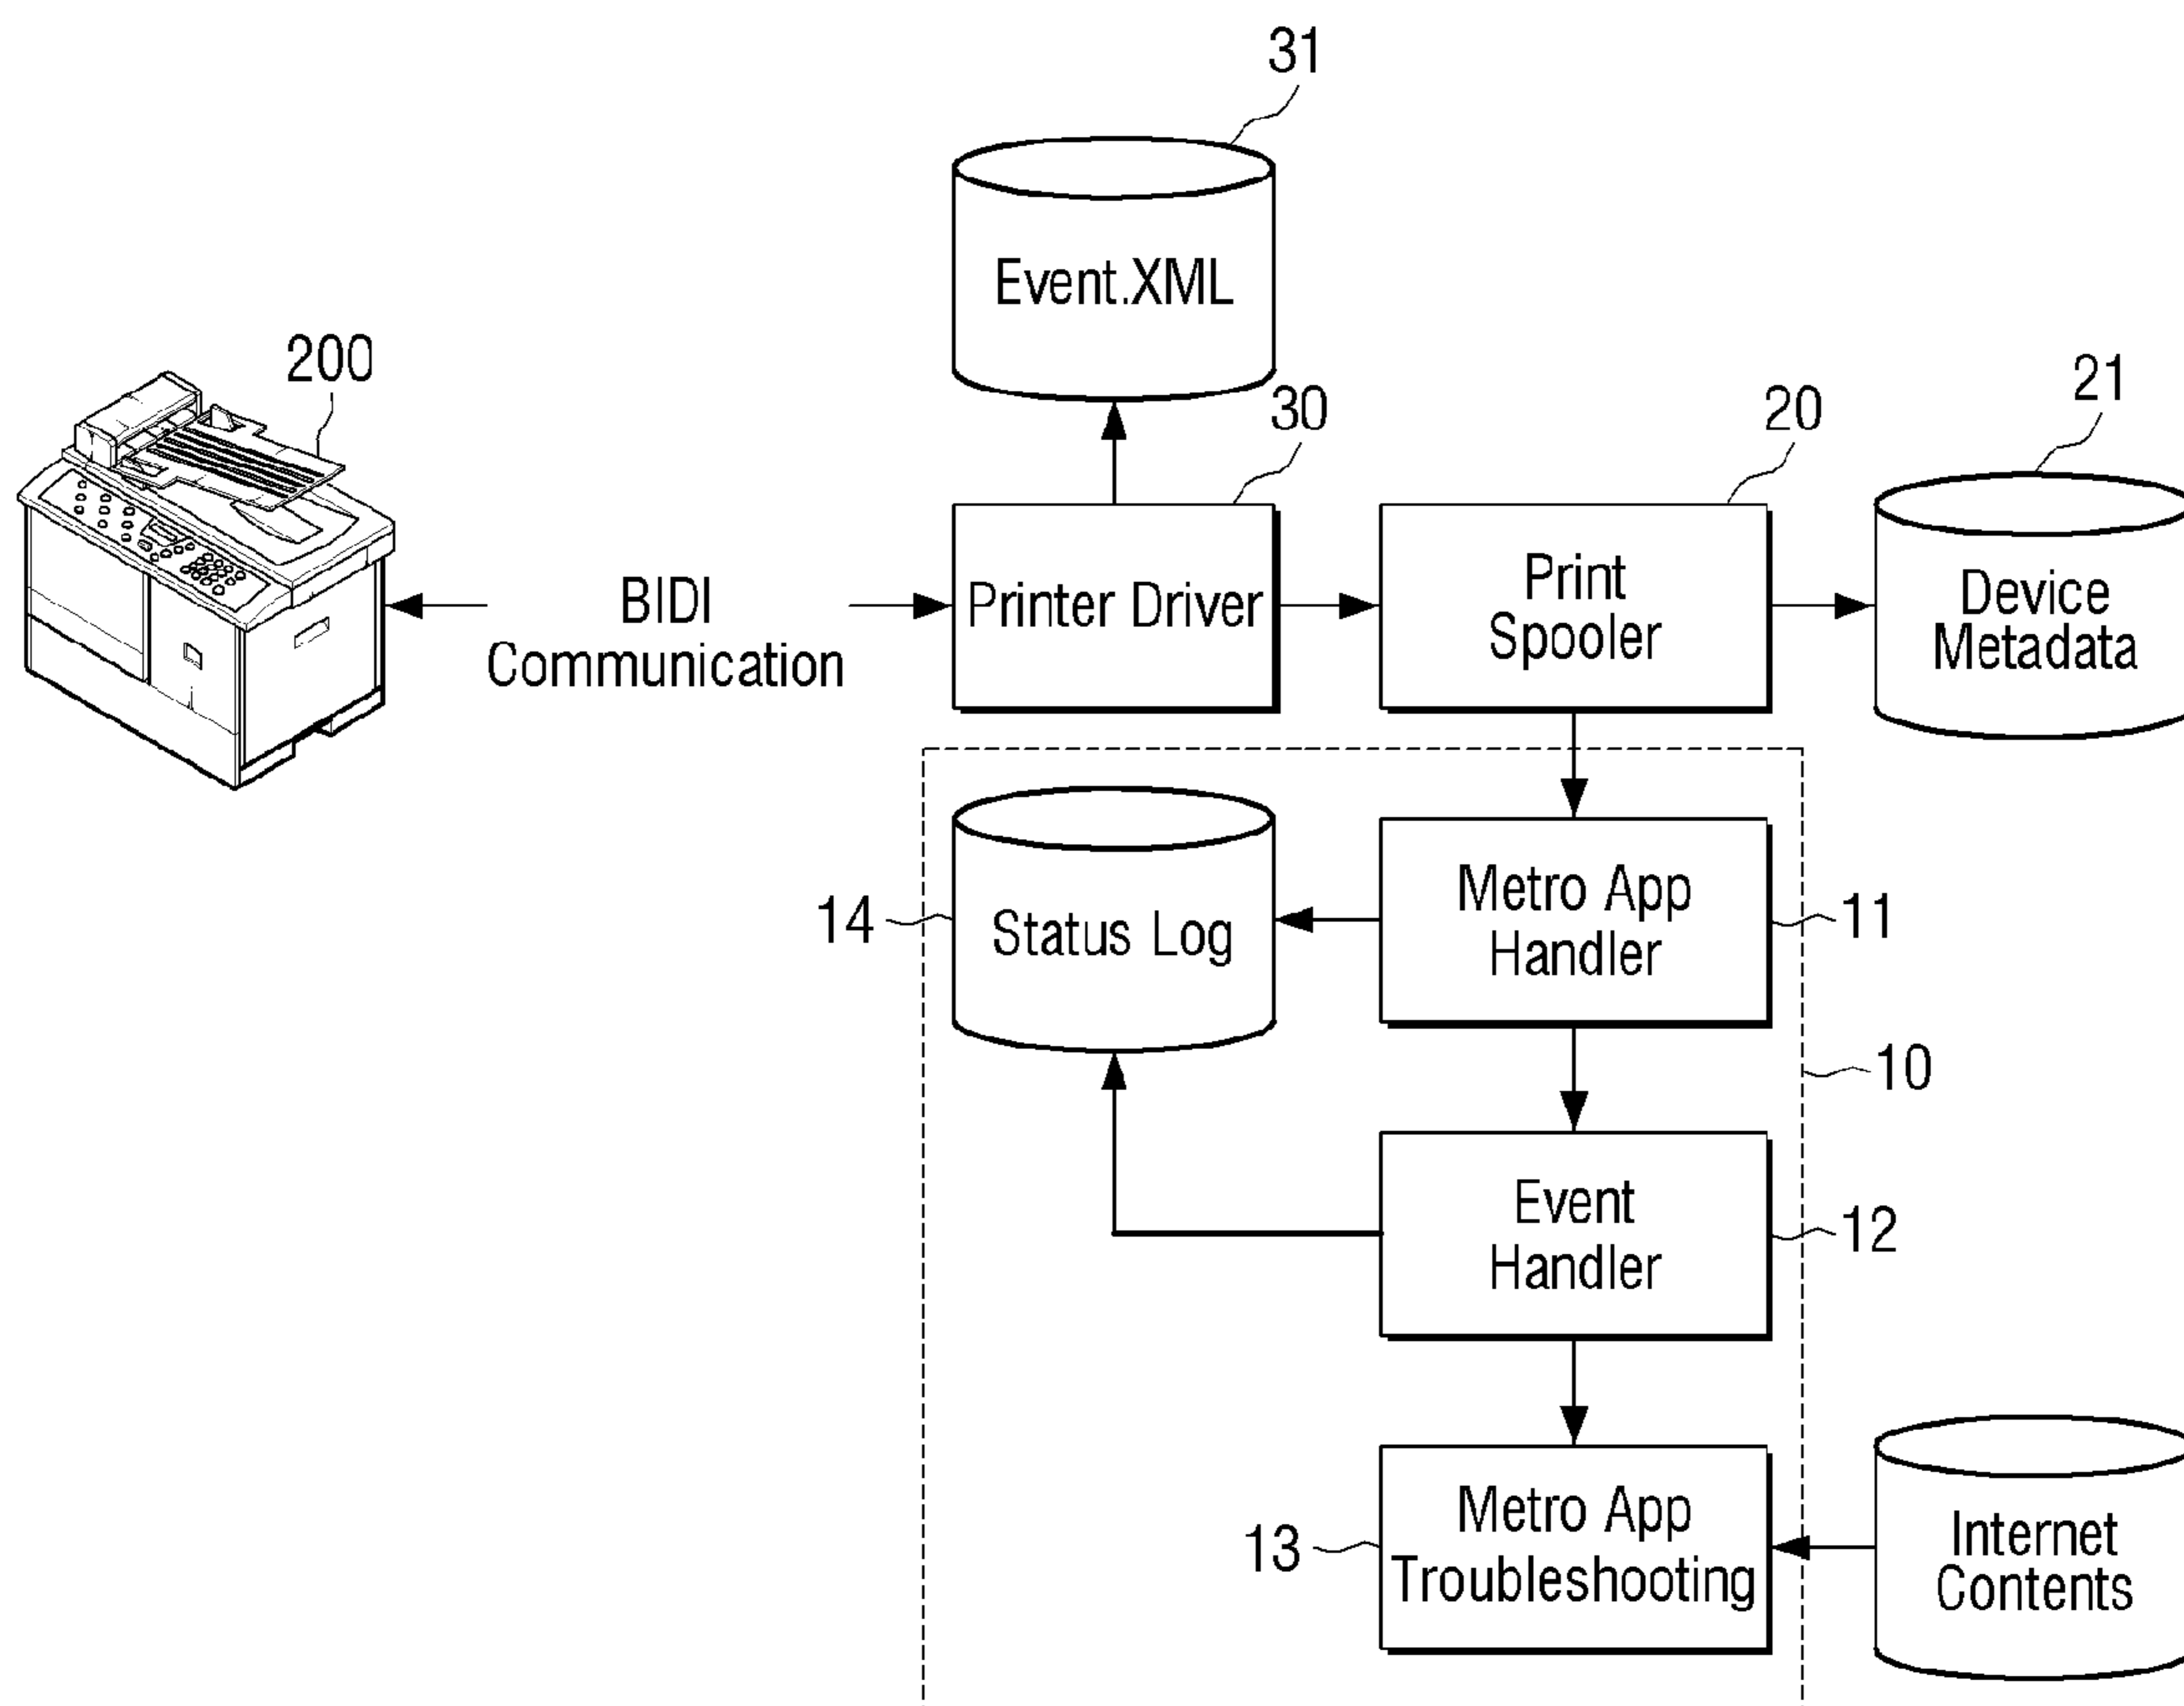 31
Event.XML
200
30
20
21
BIDI
Communication
Printer Driver
Print
Spooler
Device
Metadata
14
Status Log
Metro App
Handler
11
10
Event
Handler
12
13
Metro App
Troubleshooting
Internet
Contents